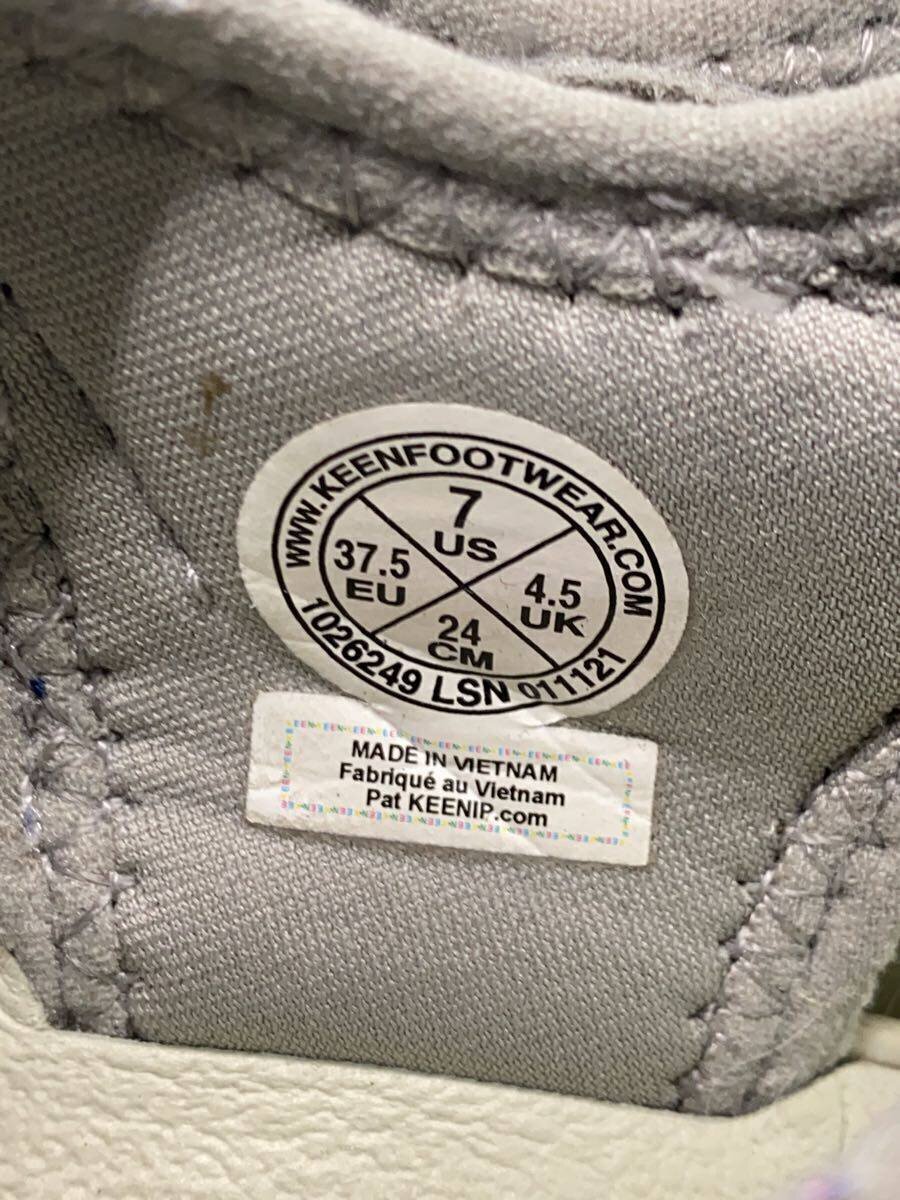 WWW.KEENFOOTWEAR.COM
7
US
37.5
EU
4.5
UK
24
CM
1026249 LSN 011121
MADE IN VIETNAM
Fabriqué au Vietnam
Pat KEENIP.com